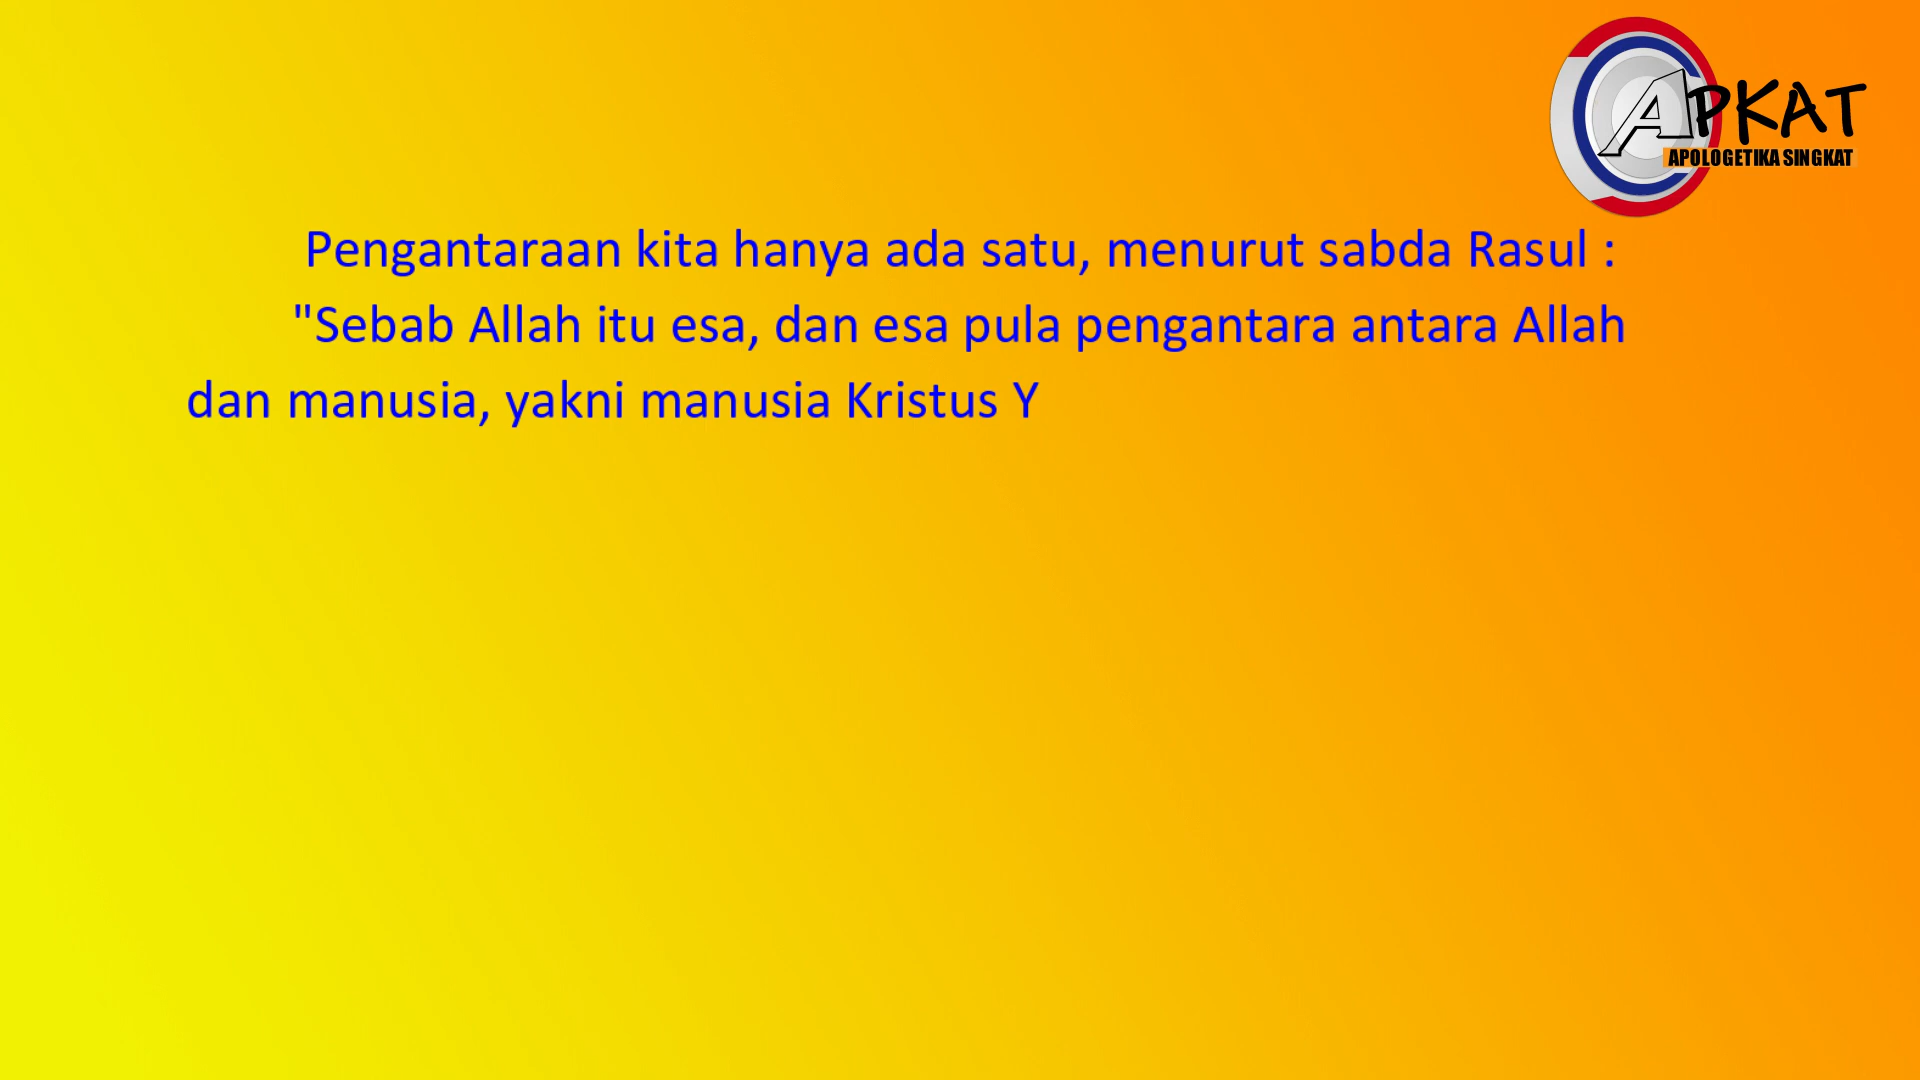 APKAT
APOLOGETIKA SINGKAT
Pengantaraan kita hanya ada satu, menurut sabda Rasul :
"Sebab Allah itu esa, dan esa pula pengantara antara Allah
dan manusia, yakni manusia Kristus Y